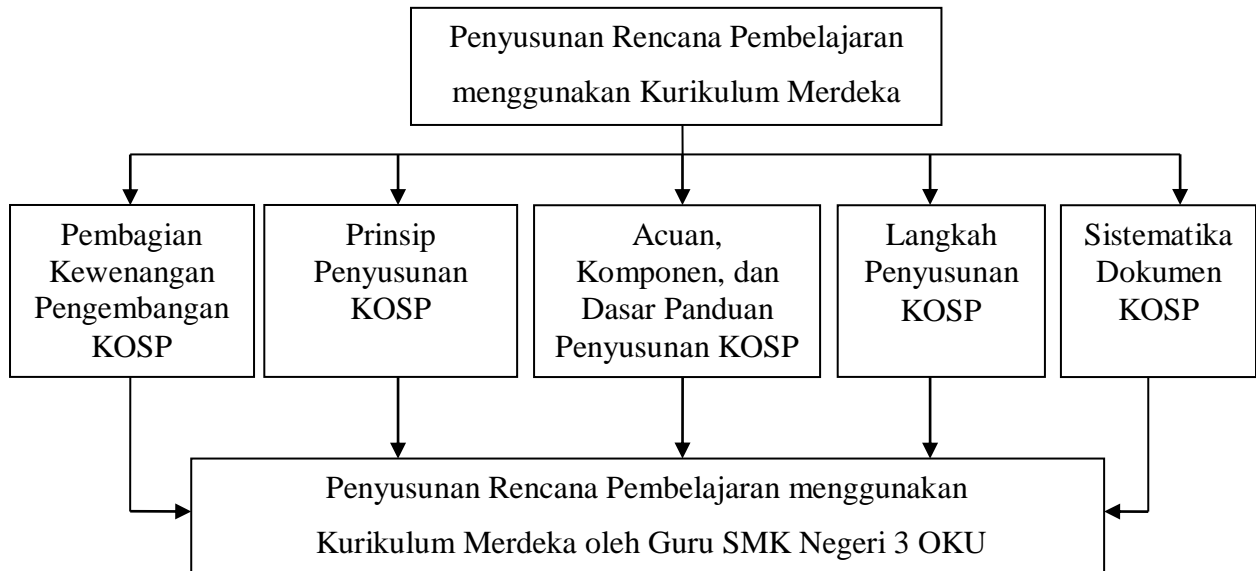 Penyusunan Rencana Pembelajaran
menggunakan Kurikulum Merdeka
Pembagian
Kewenangan
Pengembangan
KOSP
Prinsip
Penyusunan
KOSP
Acuan,
Komponen, dan
Dasar Panduan
Penyusunan KOSP
Langkah
Penyusunan
KOSP
Sistematika
Dokumen
KOSP
Penyusunan Rencana Pembelajaran menggunakan
Kurikulum Merdeka oleh Guru SMK Negeri 3 OKU